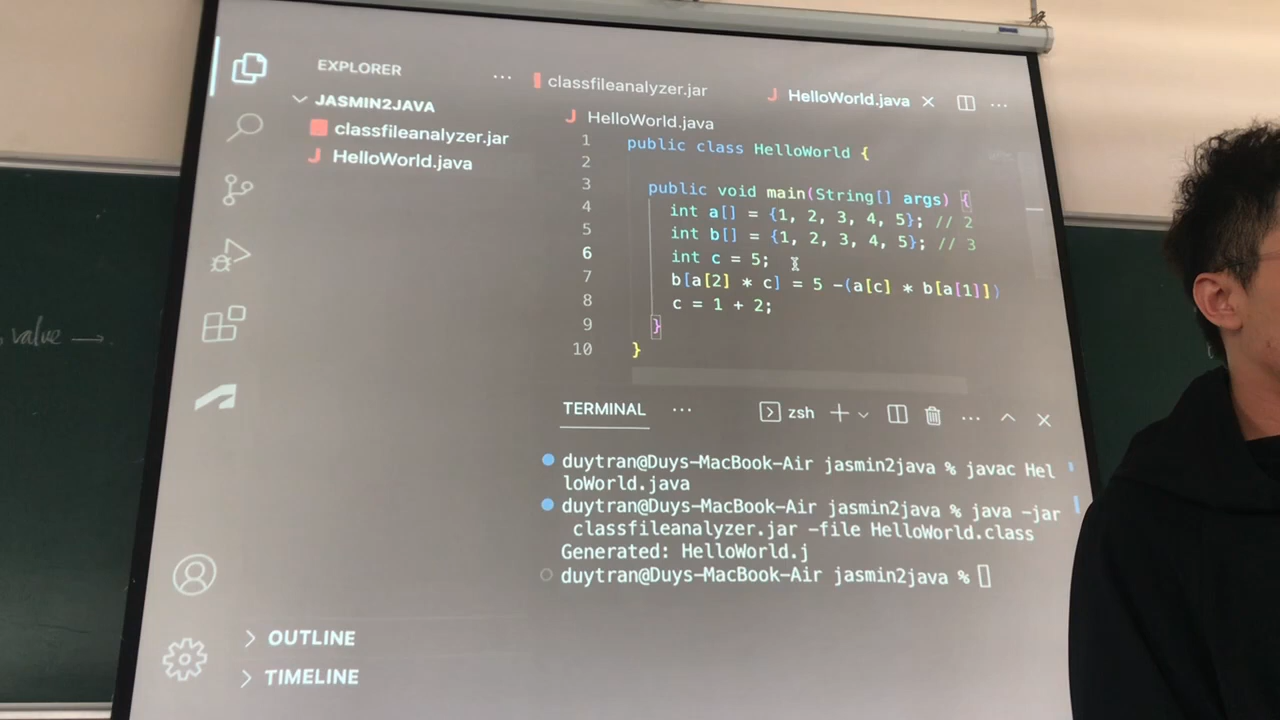 value
EXPLORER
...
JASMIN2JAVA
classfileanalyzer.jar
J HelloWorld.java
classfileanalyzer.jar
J HelloWorld.java
...
J HelloWorld.java
1 public class HelloWorld {
2
3 public void main(String[] args) {
4 int a[] = {1, 2, 3, 4, 5}; // 2
5 int b[] = {1, 2, 3, 4, 5}; // 3
6 int c = 5;
7 b[a[2] * c] = 5 -(a[c] * b[a[1]])
8 c = 1 + 2;
9 }
10 }
TERMINAL
...
zsh
...
duytran@Duys-MacBook-Air jasmin2java % javac Hel
loWorld.java
duytran@Duys-MacBook-Air jasmin2java % java -jar
classfileanalyzer.jar -file HelloWorld.class
Generated: HelloWorld.j
duytran@Duys-MacBook-Air jasmin2java %
OUTLINE
TIMELINE